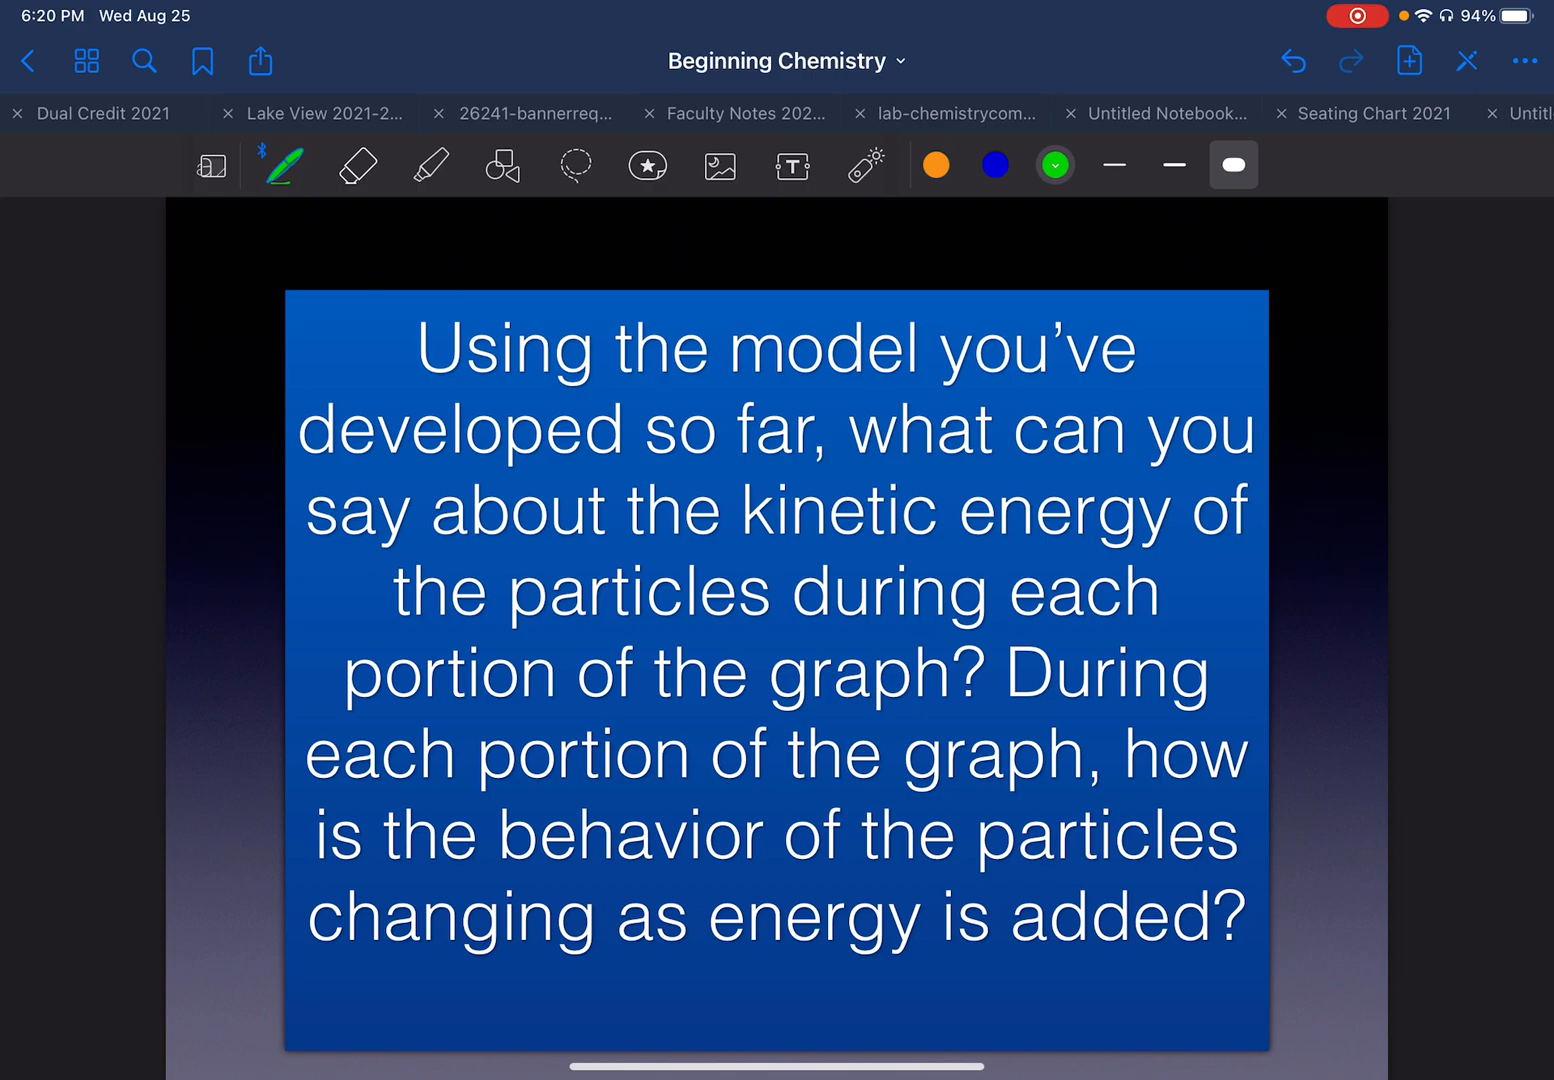 6:20 PM Wed Aug 25
94%
Beginning Chemistry
Dual Credit 2021
Lake View 2021-2...
26241-bannerreq...
Faculty Notes 202...
lab-chemistrycom...
Untitled Notebook...
Seating Chart 2021
Untitl
T
Using the model you’ve
developed so far, what can you
say about the kinetic energy of
the particles during each
portion of the graph? During
each portion of the graph, how
is the behavior of the particles
changing as energy is added?